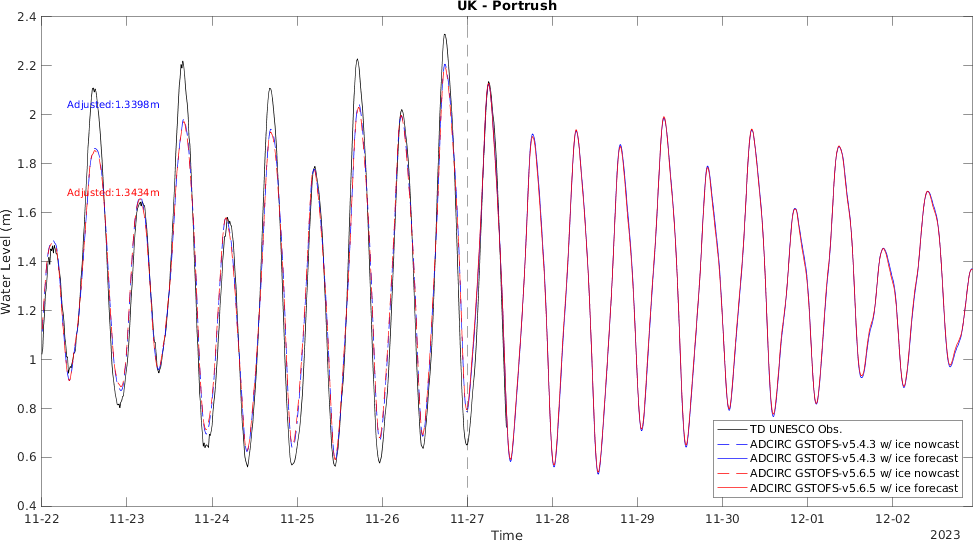 UK - Portrush
2.4
2.2
2
1.8
1.6
1.4
1.2
1
0.8
0.6
0.4
Water Level (m)
Adjusted:1.3398m
Adjusted:1.3434m
TD UNESCO Obs.
ADCIRC GSTOFS-v5.4.3 w/ ice nowcast
ADCIRC GSTOFS-v5.4.3 w/ ice forecast
ADCIRC GSTOFS-v5.6.5 w/ ice nowcast
ADCIRC GSTOFS-v5.6.5 w/ ice forecast
11-22 11-23 11-24 11-25 11-26 11-27 11-28 11-29 11-30 12-01 12-02
Time
2023